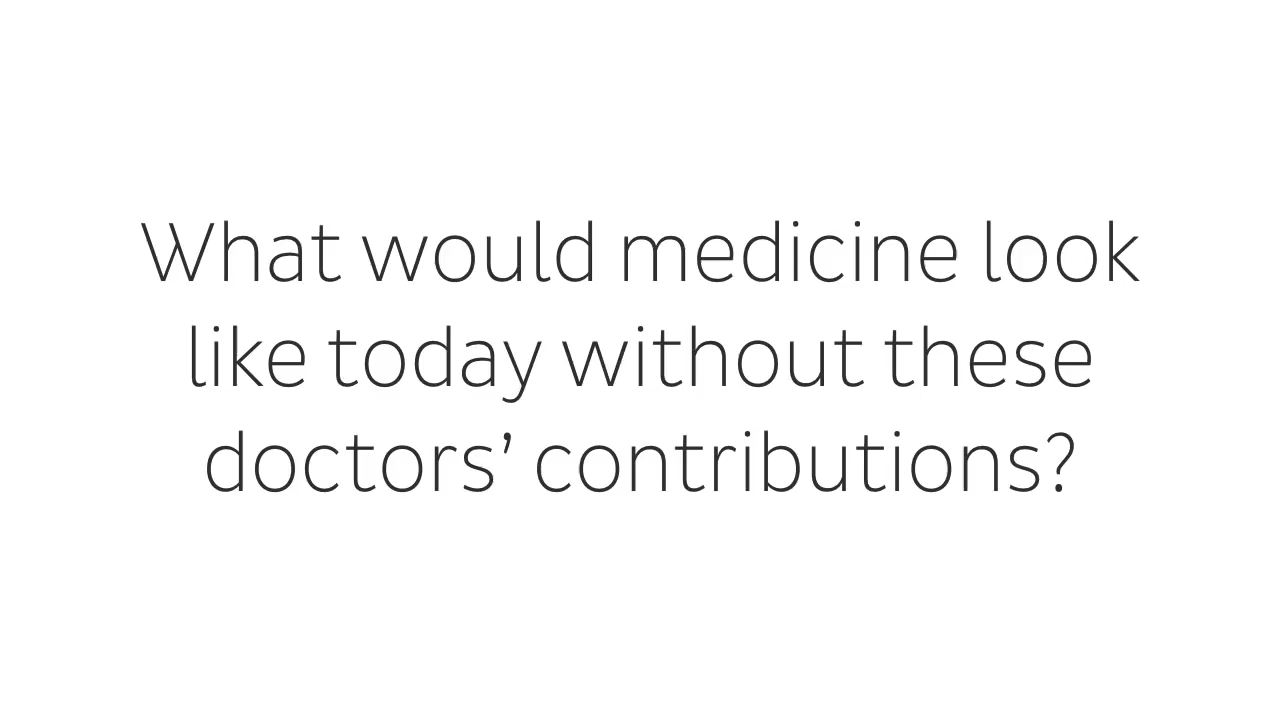 What would medicine look
like today without these
doctors’ contributions?